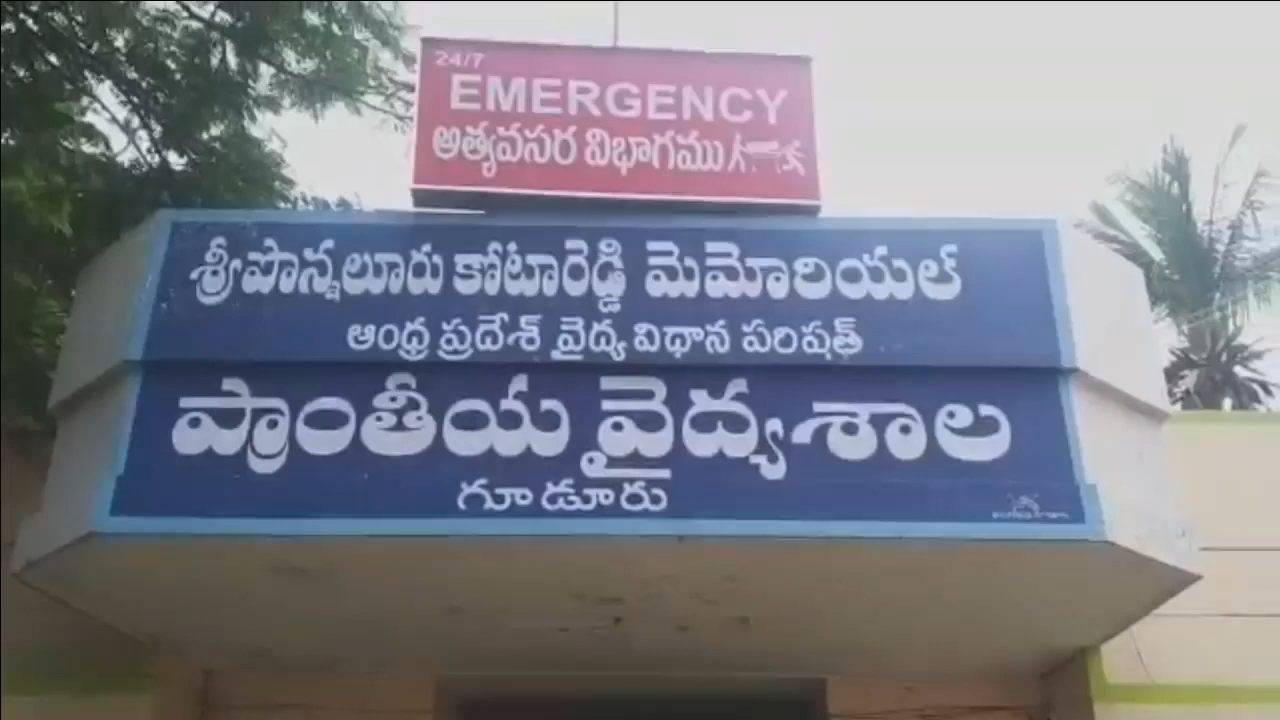 24/7
EMERGENCY
అత్యవసర విభాగము
శ్రీపొన్నలూరు కోటారెడ్డి మెమోరియల్
ఆంధ్ర ప్రదేశ్ వైద్య విధాన పరిషత్
ప్రాంతీయ వైద్యశాల
గూడూరు